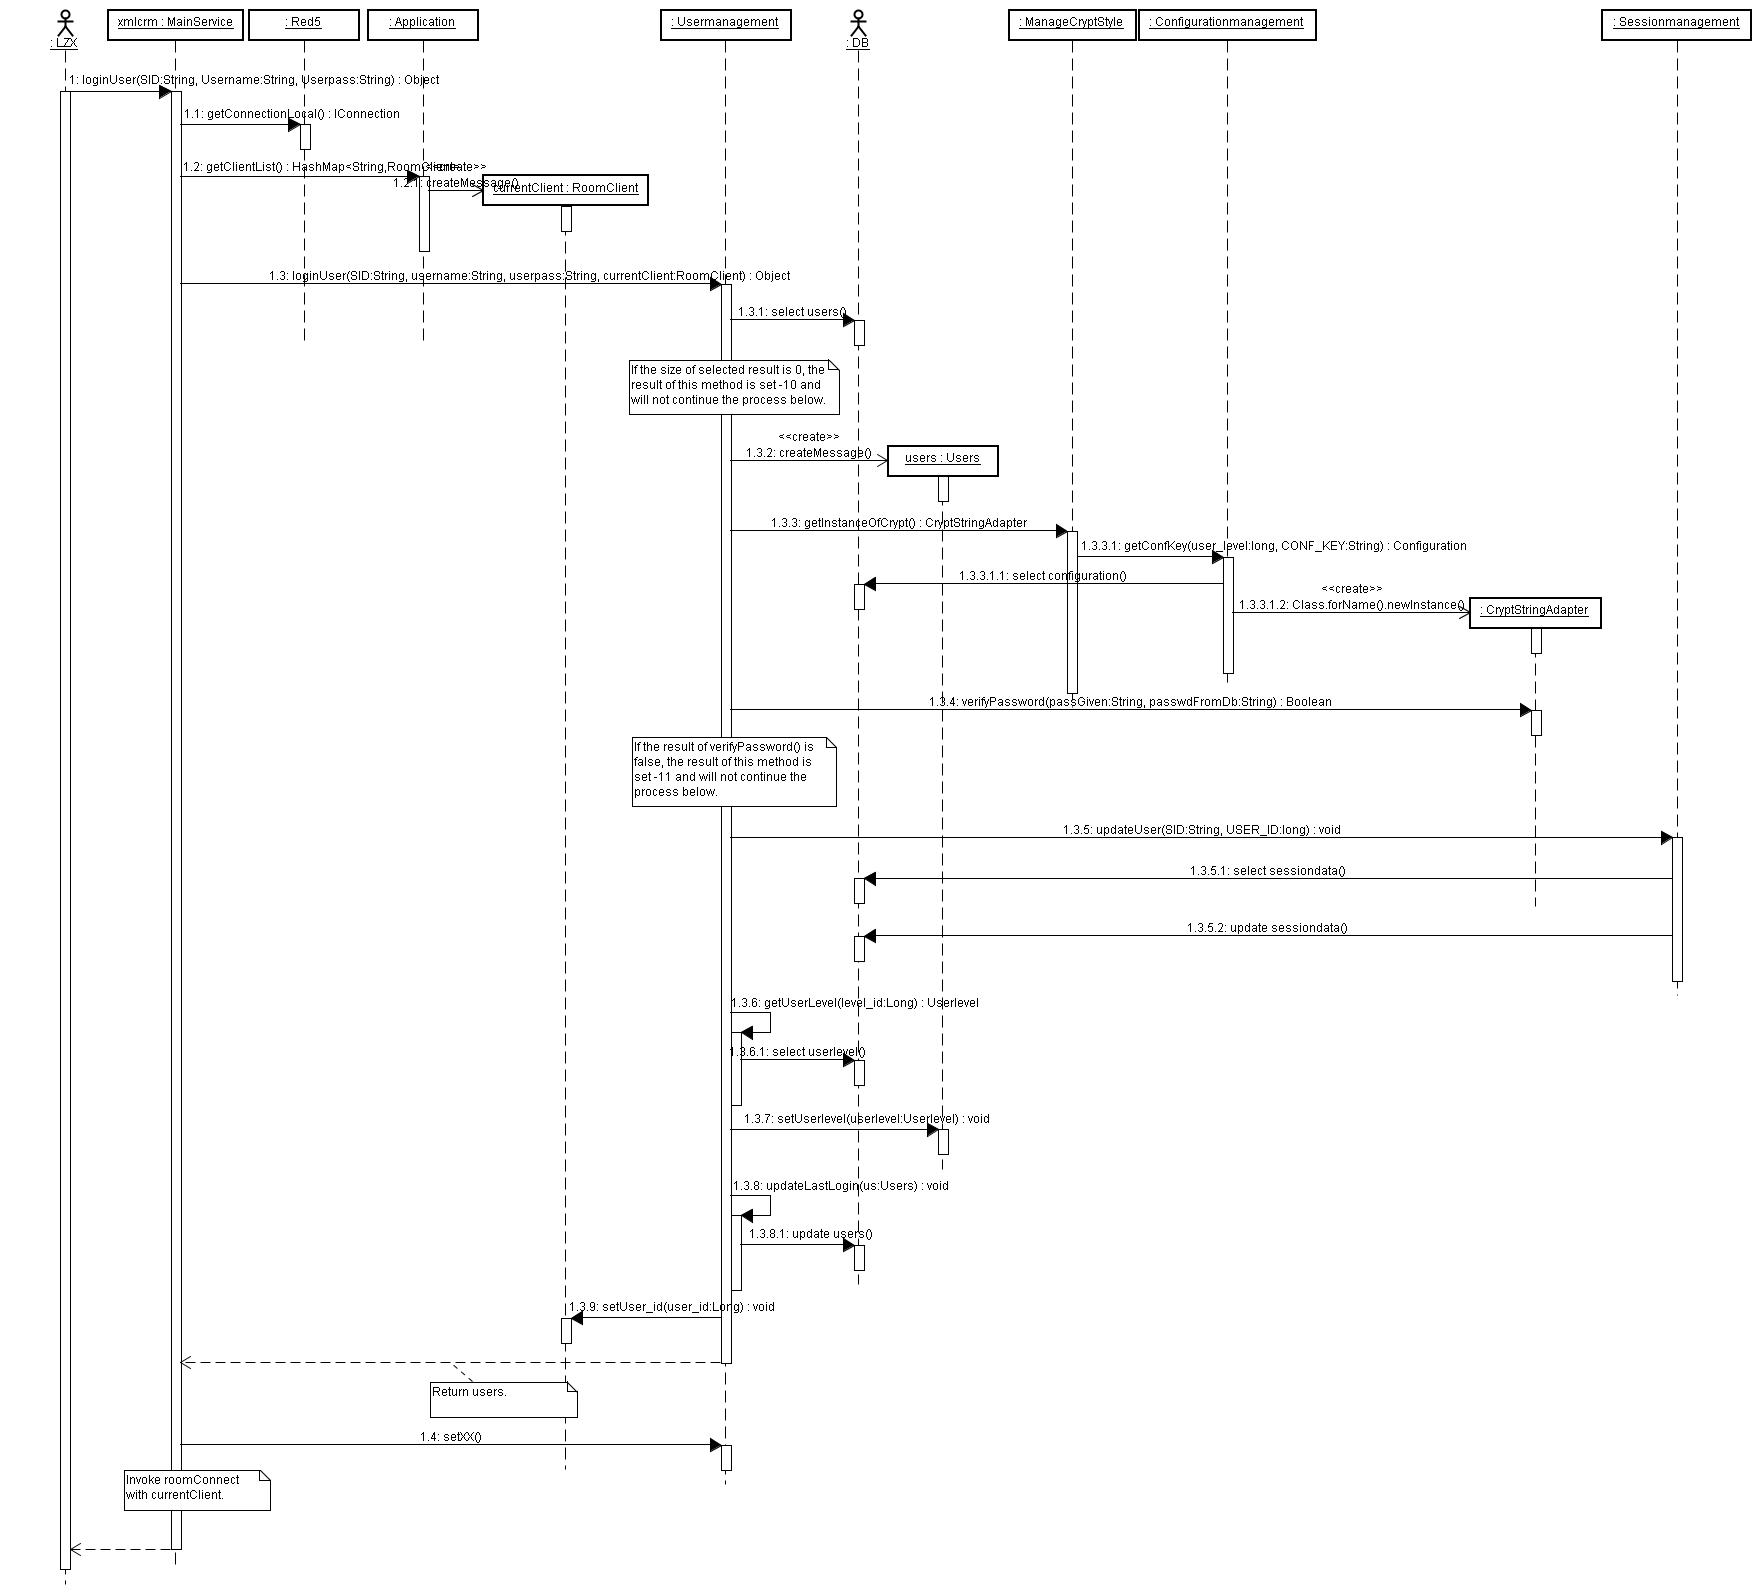 xmlcrm : MainService
: Red5
: Application
: Usermanagement
: ManageCryptStyle
: Configurationmanagement
: Sessionmanagement
: LZX
: DB
1: loginUser(SID:String, Username:String, Userpass:String) : Object
1.1: getConnectionLocal() : IConnection
1.2: getClientList() : HashMap<String,RoomClient>
<<create>>
1.2.1: createMessage()
currentClient : RoomClient
1.3: loginUser(SID:String, username:String, userpass:String, currentClient:RoomClient) : Object
1.3.1: select users()
If the size of selected result is 0, the
result of this method is set -10 and
will not continue the process below.
<<create>>
1.3.2: createMessage()
users : Users
1.3.3: getInstanceOfCrypt() : CryptStringAdapter
1.3.3.1: getConfKey(user_level:long, CONF_KEY:String) : Configuration
1.3.3.1.1: select configuration()
<<create>>
1.3.3.1.2: Class.forName().newInstance()
: CryptStringAdapter
1.3.4: verifyPassword(passGiven:String, passwdFromDb:String) : Boolean
If the result of verifyPassword() is
false, the result of this method is
set -11 and will not continue the
process below.
1.3.5: updateUser(SID:String, USER_ID:long) : void
1.3.5.1: select sessiondata()
1.3.5.2: update sessiondata()
1.3.6: getUserLevel(level_id:Long) : Userlevel
1.3.6.1: select userlevel()
1.3.7: setUserlevel(userlevel:Userlevel) : void
1.3.8: updateLastLogin(us:Users) : void
1.3.8.1: update users()
1.3.9: setUser_id(user_id:Long) : void
Return users.
1.4: setXX()
Invoke roomConnect
with currentClient.